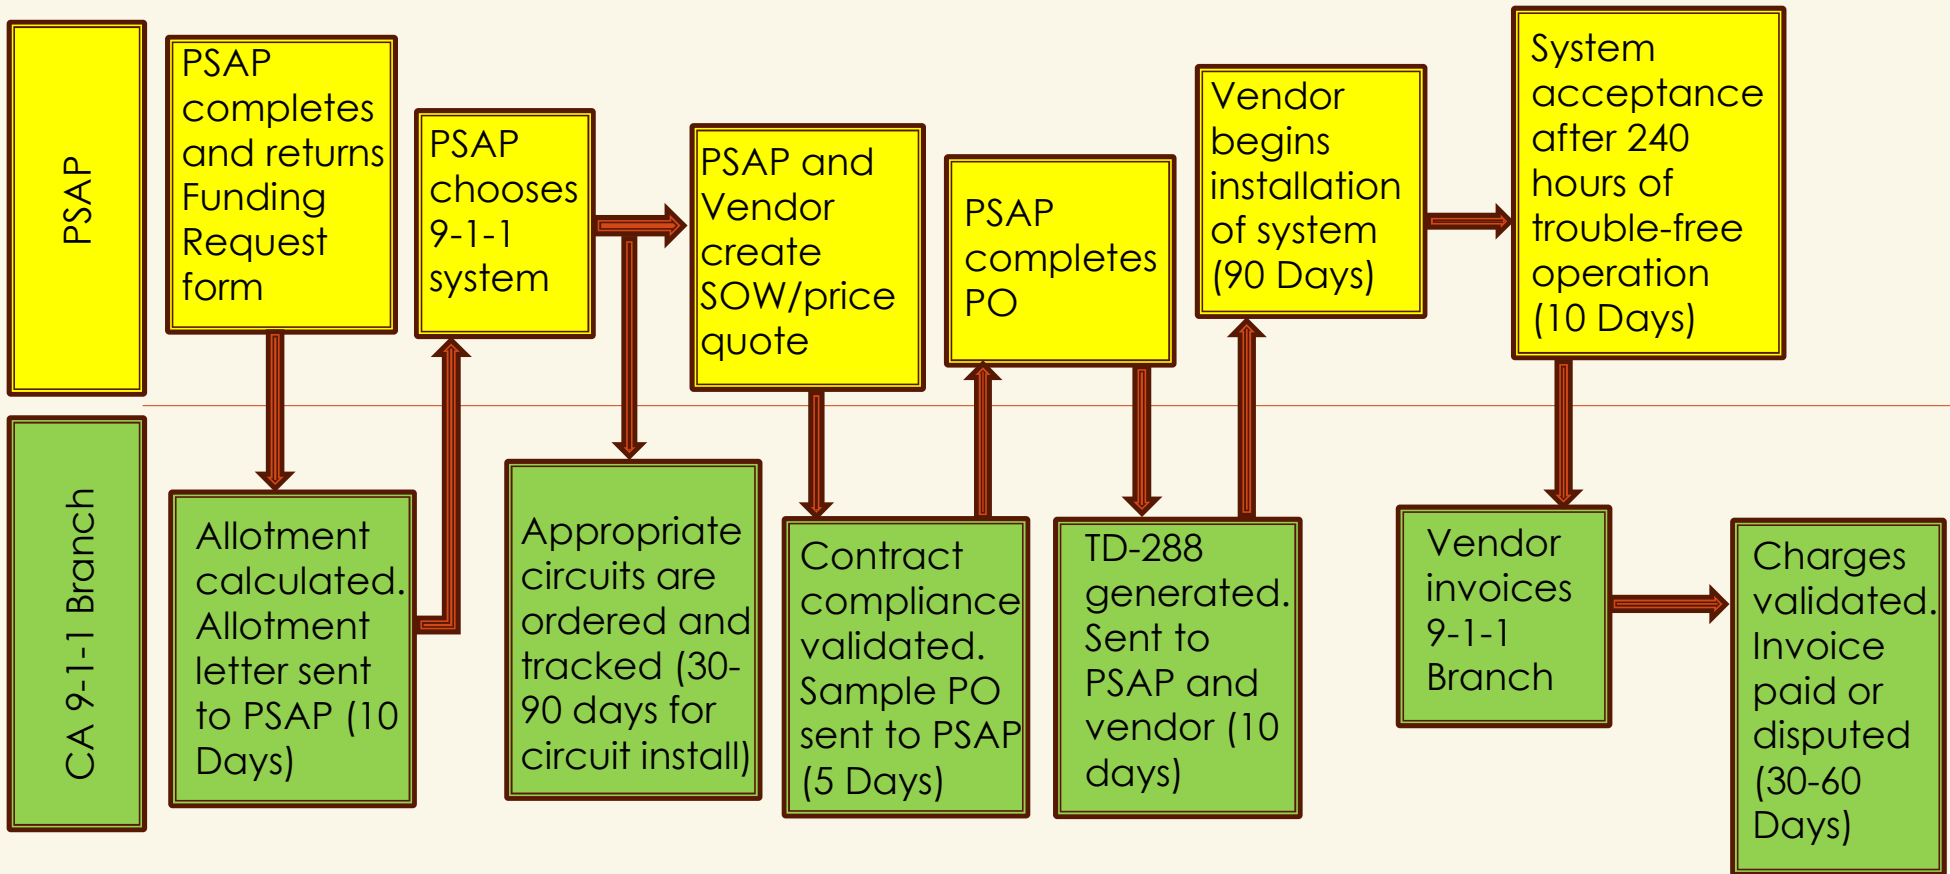 PSAP
PSAP
completes
and returns
Funding
Request
form
PSAP
chooses
9-1-1
system
PSAP and
Vendor
create
SOW/price
quote
PSAP
completes
PO
Vendor
begins
installation
of system
(90 Days)
System
acceptance
after 240
hours of
trouble-free
operation
(10 Days)
CA 9-1-1 Branch
Allotment
calculated.
Allotment
letter sent
to PSAP (10
Days)
Appropriate
circuits are
ordered and
tracked (30-
90 days for
circuit install)
Contract
compliance
validated.
Sample PO
sent to PSAP
(5 Days)
TD-288
generated.
Sent to
PSAP and
vendor (10
days)
Vendor
invoices
9-1-1
Branch
Charges
validated.
Invoice
paid or
disputed
(30-60
Days)